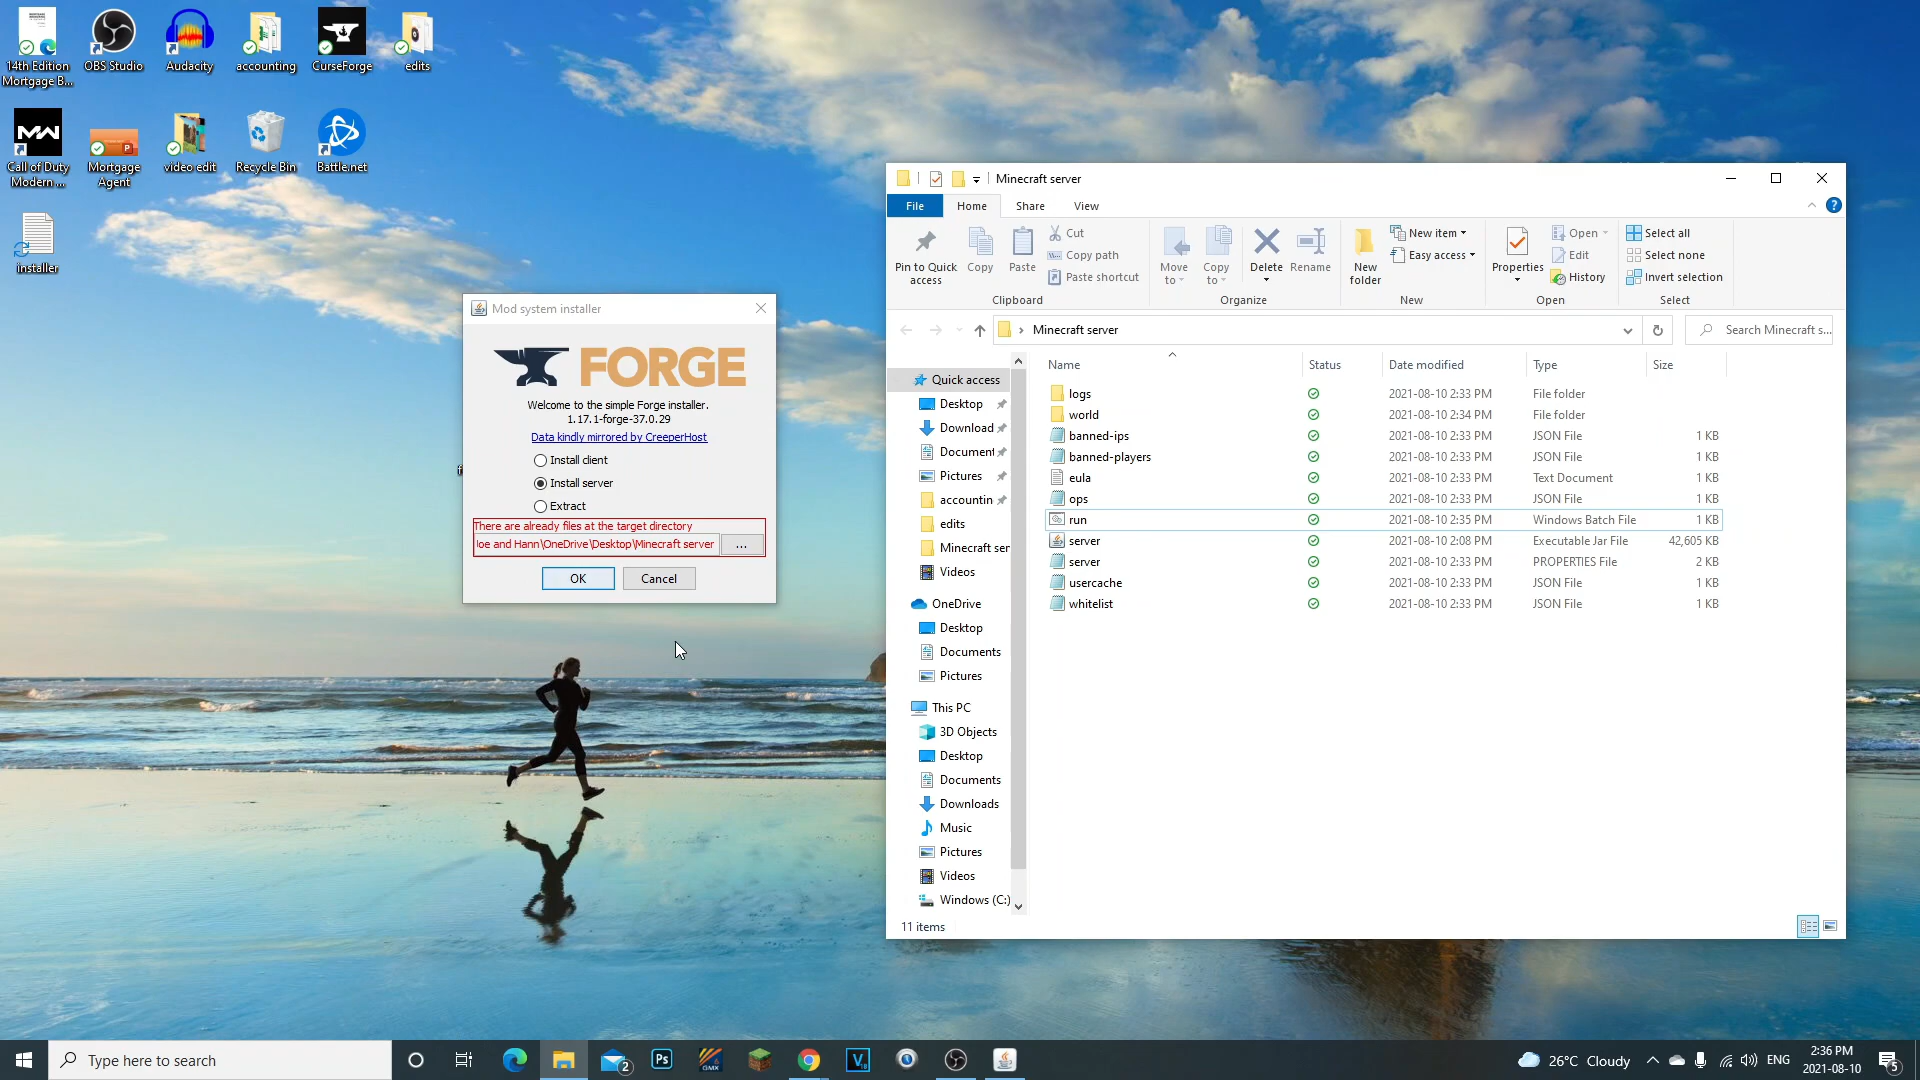 14th Edition
Mortgage B...
OBS Studio
Audacity
accounting
CurseForge
edits
Call of Duty
Modern ...
Mortgage
Agent
video edit
Recycle Bin
Battle.net
installer
Mod system installer
FORGE
Welcome to the simple Forge installer.
1.17.1-forge-37.0.29
Data kindly mirrored by CreeperHost
Install client
Install server
Extract
There are already files at the target directory
Joe and Hann\OneDrive\Desktop\Minecraft server
...
OK
Cancel
Minecraft server
File
Home
Share
View
Pin to Quick
access
Copy
Paste
Cut
Copy path
Paste shortcut
Clipboard
Move
to
Copy
to
Delete
Rename
Organize
New
folder
New item
Easy access
New
Properties
Open
Edit
History
Open
Select all
Select none
Invert selection
Select
Minecraft server
Search Minecraft s...
Quick access
Desktop
Download
Document
Pictures
accountin
edits
Minecraft ser
Videos
OneDrive
Desktop
Documents
Pictures
This PC
3D Objects
Desktop
Documents
Downloads
Music
Pictures
Videos
Windows (C:)
Name Status Date modified Type Size
logs 2021-08-10 2:33 PM File folder
world 2021-08-10 2:34 PM File folder
banned-ips 2021-08-10 2:33 PM JSON File 1 KB
banned-players 2021-08-10 2:33 PM JSON File 1 KB
eula 2021-08-10 2:33 PM Text Document 1 KB
ops 2021-08-10 2:33 PM JSON File 1 KB
run 2021-08-10 2:35 PM Windows Batch File 1 KB
server 2021-08-10 2:08 PM Executable Jar File 42,605 KB
server 2021-08-10 2:33 PM PROPERTIES File 2 KB
usercache 2021-08-10 2:33 PM JSON File 1 KB
whitelist 2021-08-10 2:33 PM JSON File 1 KB
11 items
Type here to search
2
Ps
GMX
26°C Cloudy
ENG
2:36 PM
2021-08-10
5